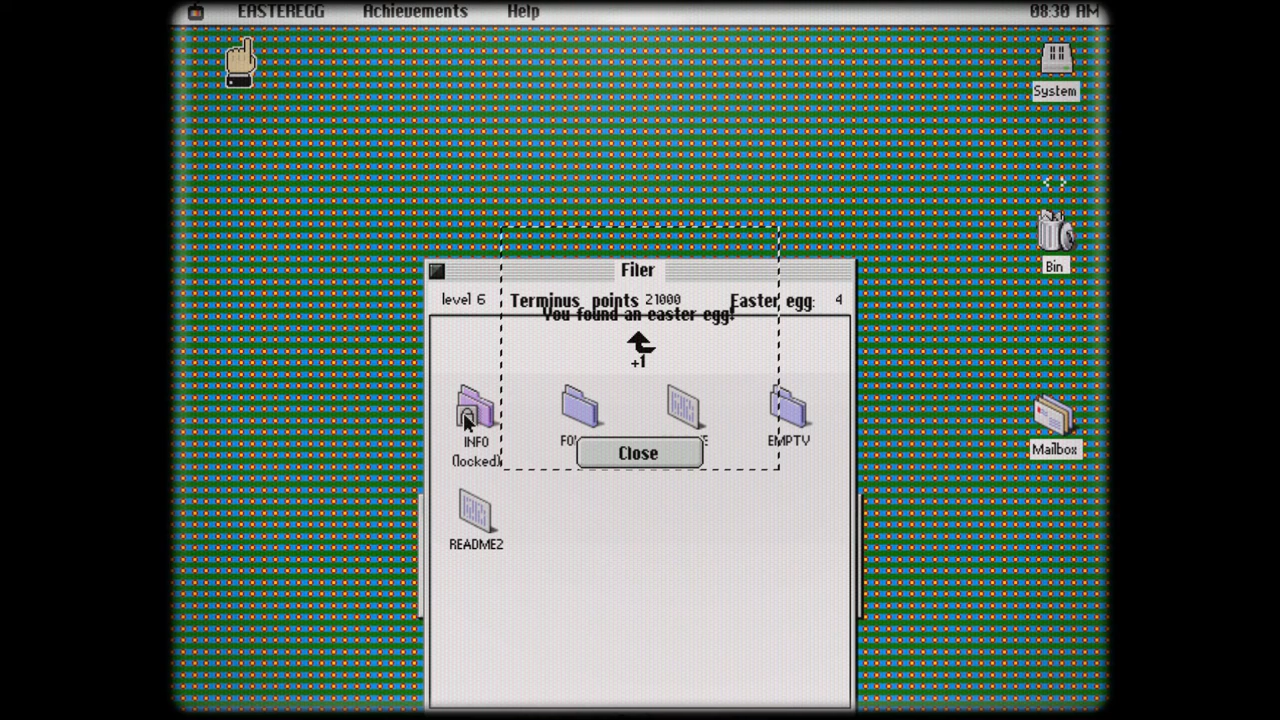 EASTEREGG Achievements Help 08:30 AM
System
Bin
Filer
level 6 Terminus points 21000 Easter egg: 4
You found an easter egg!
+1
INFO
(locked)
EMPTY
Close
Mailbox
README2